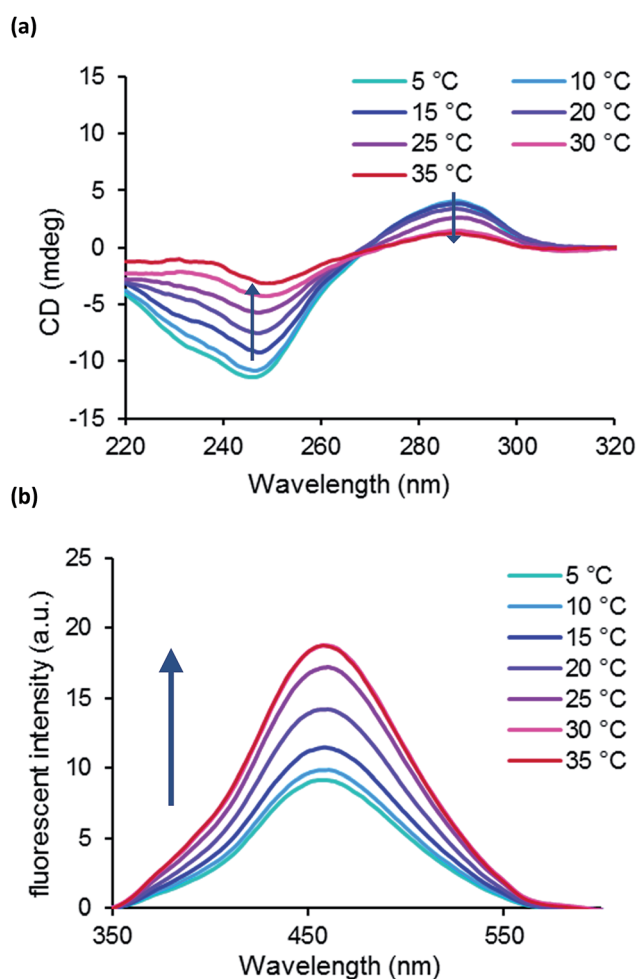 (a)
15
10
5
0
-5
-10
-15
CD (mdeg)
5 °C
10 °C
15 °C
20 °C
25 °C
30 °C
35 °C
220
240
260
280
300
320
Wavelength (nm)
(b)
25
20
15
10
5
0
fluorescent intensity (a.u.)
5 °C
10 °C
15 °C
20 °C
25 °C
30 °C
35 °C
350
450
550
Wavelength (nm)